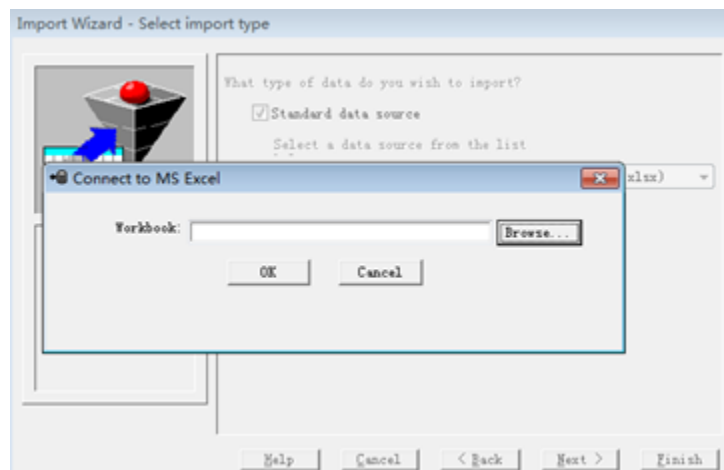 Import Wizard - Select import type
What type of data do you wish to import?
Standard data source
Select a data source from the list
xlsx)
Connect to MS Excel
Workbook:
Browse...
OK
Cancel
Help
Cancel
< Back
Next >
Finish